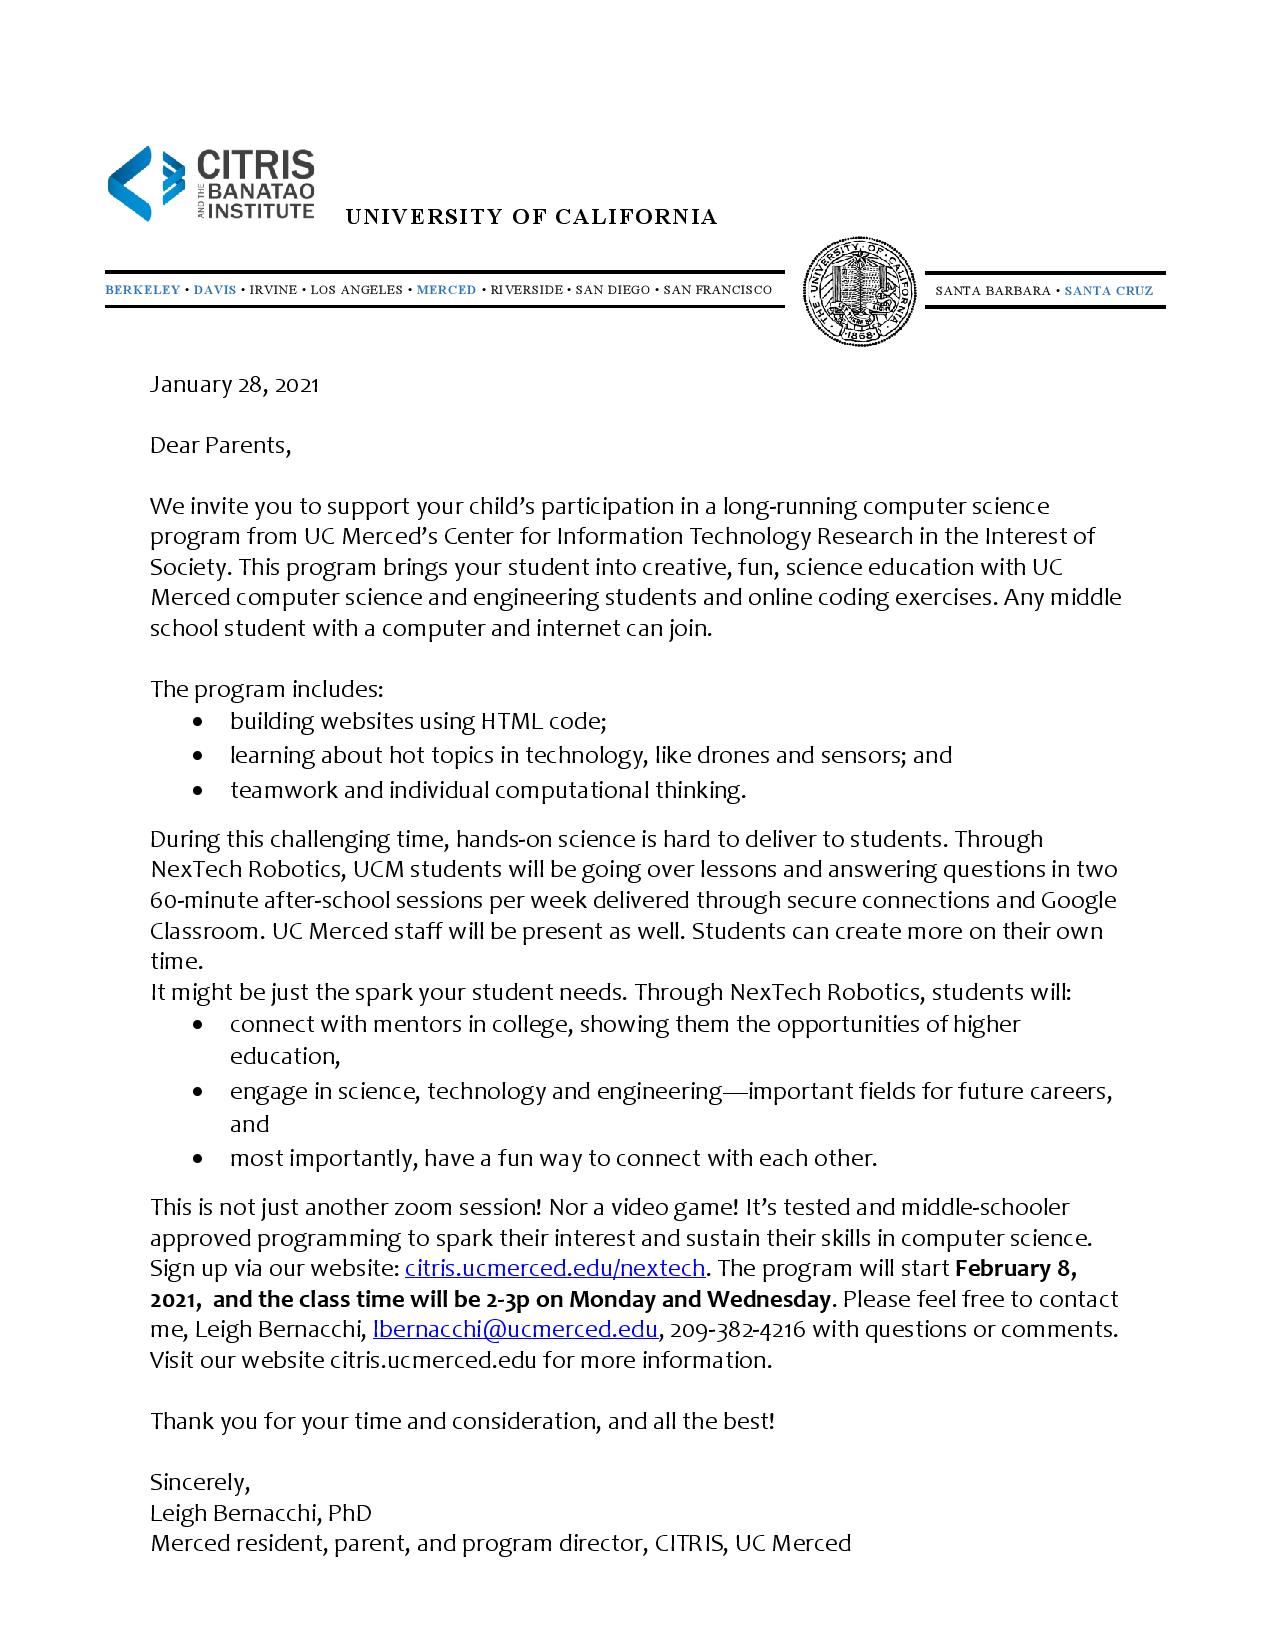 CITRIS
AND THE
BANATAO
INSTITUTE
UNIVERSITY OF CALIFORNIA
BERKELEY • DAVIS • IRVINE • LOS ANGELES • MERCED • RIVERSIDE • SAN DIEGO • SAN FRANCISCO
THE UNIVERSITY OF CALIFORNIA
LET THERE BE LIGHT
1868
SANTA BARBARA • SANTA CRUZ
January 28, 2021
Dear Parents,
We invite you to support your child’s participation in a long-running computer science
program from UC Merced’s Center for Information Technology Research in the Interest of
Society. This program brings your student into creative, fun, science education with UC
Merced computer science and engineering students and online coding exercises. Any middle
school student with a computer and internet can join.
The program includes:
• building websites using HTML code;
• learning about hot topics in technology, like drones and sensors; and
• teamwork and individual computational thinking.
During this challenging time, hands-on science is hard to deliver to students. Through
NexTech Robotics, UCM students will be going over lessons and answering questions in two
60-minute after-school sessions per week delivered through secure connections and Google
Classroom. UC Merced staff will be present as well. Students can create more on their own
time.
It might be just the spark your student needs. Through NexTech Robotics, students will:
• connect with mentors in college, showing them the opportunities of higher
education,
• engage in science, technology and engineering—important fields for future careers,
and
• most importantly, have a fun way to connect with each other.
This is not just another zoom session! Nor a video game! It’s tested and middle-schooler
approved programming to spark their interest and sustain their skills in computer science.
Sign up via our website: citris.ucmerced.edu/nextech. The program will start February 8,
2021,  and the class time will be 2-3p on Monday and Wednesday. Please feel free to contact
me, Leigh Bernacchi, lbernacchi@ucmerced.edu, 209-382-4216 with questions or comments.
Visit our website citris.ucmerced.edu for more information.
Thank you for your time and consideration, and all the best!
Sincerely,
Leigh Bernacchi, PhD
Merced resident, parent, and program director, CITRIS, UC Merced